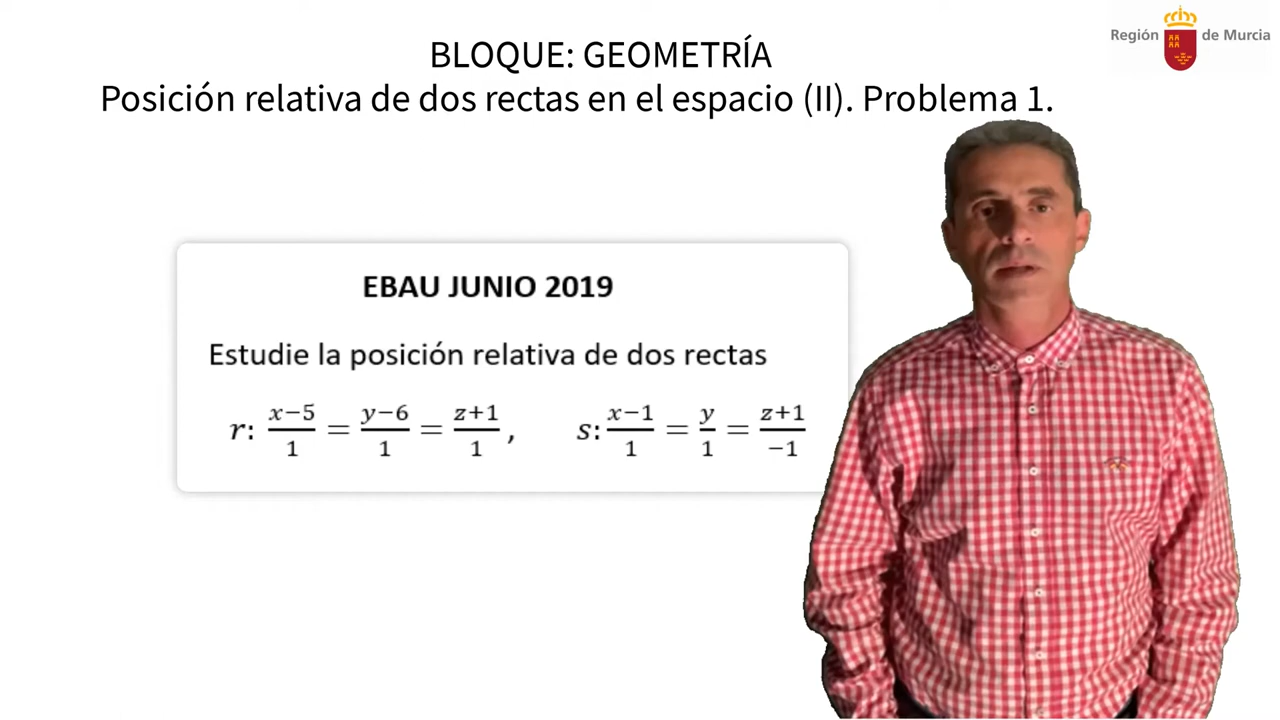 Región de Murcia
BLOQUE: GEOMETRÍA
Posición relativa de dos rectas en el espacio (II). Problema 1.
EBAU JUNIO 2019
Estudie la posición relativa de dos rectas
r: x−5/1 = y−6/1 = z+1/1 , s: x−1/1 = y/1 = z+1/−1